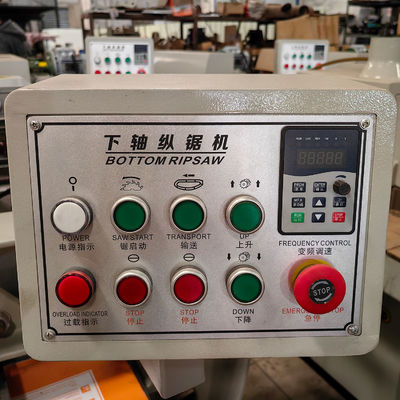 下轴纵锯机
BOTTOM RIPSAW
POWER
电源指示
SAW START
锯启动
TRANSPORT
输送
UP
上升
FREQUENCY CONTROL
变频调速
OVERLOAD INDICATOR
过载指示
STOP
停止
STOP
停止
DOWN
下降
STOP
急停